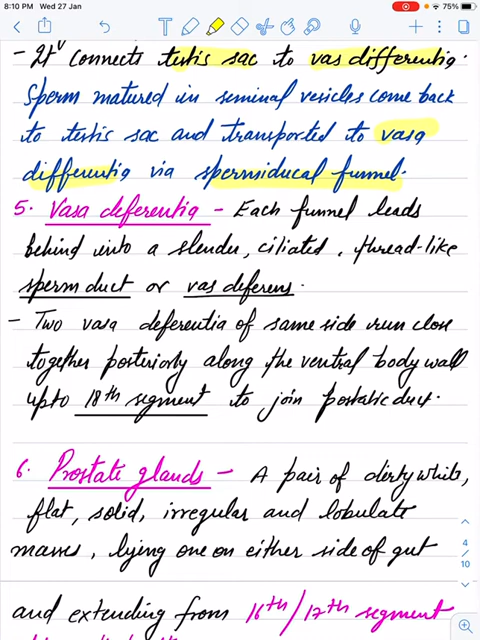 8:10 PM Wed 27 Jan
75%
- It connects testis sac to vas differentia.
Sperm matured in seminal vesicles come back
to testis sac and transported to vasa
differentia via spermiducal funnel.
5. Vasa deferentia - Each funnel leads
behind into a slender, ciliated, thread-like
sperm duct or vas deferens.
- Two vasa deferentia of same side run close
together posteriorly along the ventral body wall
upto 18th segment to join postatic duct.
6. Prostate glands - A pair of dirty white,
flat, solid, irregular and lobulate
masses, lying one on either side of gut
4
10
and extending from 16th/17th segment